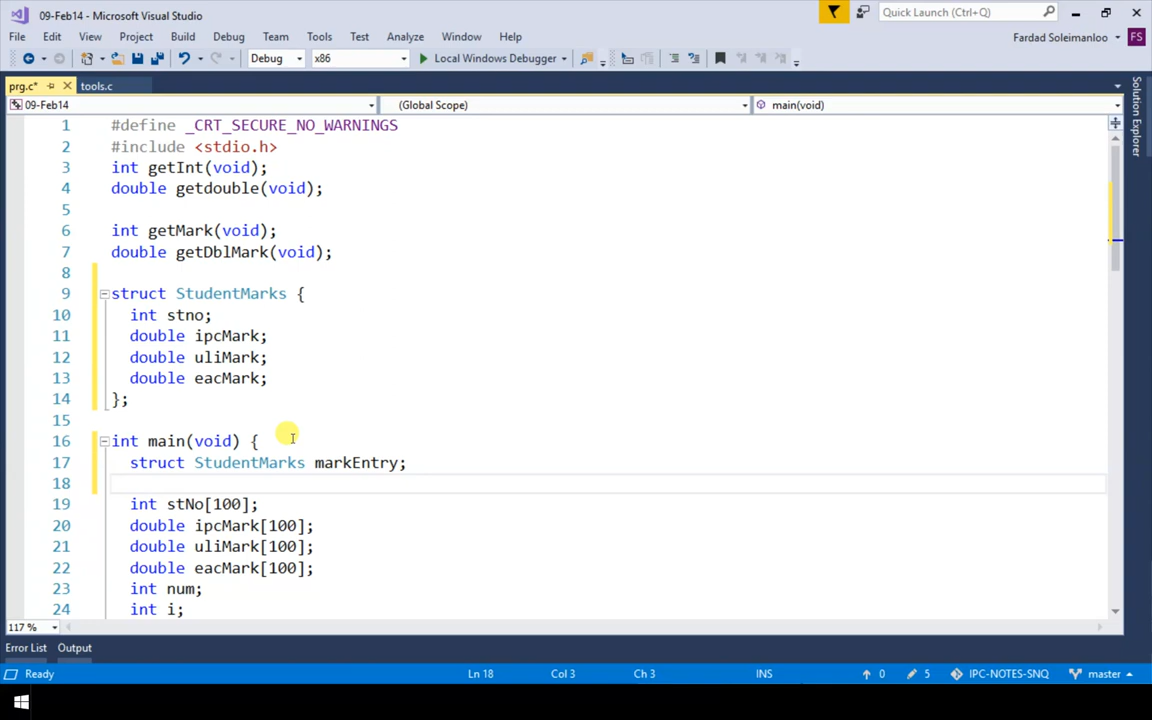 09-Feb14 - Microsoft Visual Studio
Quick Launch (Ctrl+Q)
File Edit View Project Build Debug Team Tools Test Analyze Window Help
Fardad Soleimanloo FS
Debug x86 Local Windows Debugger
prg.c* tools.c
09-Feb14 (Global Scope) main(void)
1 #define _CRT_SECURE_NO_WARNINGS
2 #include <stdio.h>
3 int getInt(void);
4 double getdouble(void);
5
6 int getMark(void);
7 double getDblMark(void);
8
9 struct StudentMarks {
10 int stno;
11 double ipcMark;
12 double uliMark;
13 double eacMark;
14 };
15
16 int main(void) {
17 struct StudentMarks markEntry;
18
19 int stNo[100];
20 double ipcMark[100];
21 double uliMark[100];
22 double eacMark[100];
23 int num;
24 int i;
117 %
Error List Output
Ready Ln 18 Col 3 Ch 3 INS 0 5 IPC-NOTES-SNQ master
Solution Explorer